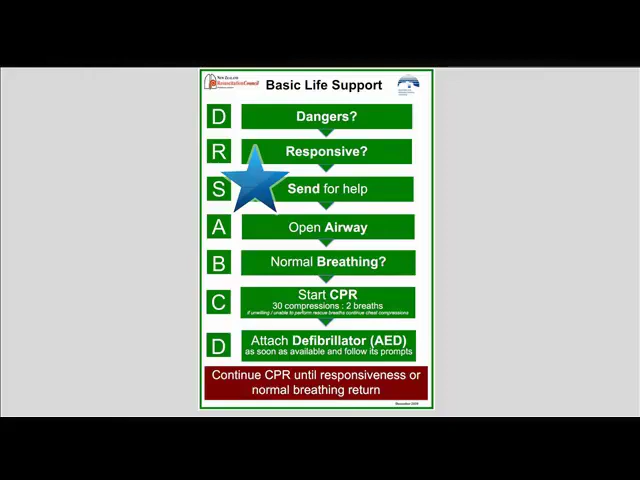 NEW ZEALAND
Resuscitation Council
Basic Life Support
D
Dangers?
R
Responsive?
S
Send for help
A
Open Airway
B
Normal Breathing?
C
Start CPR
30 compressions : 2 breaths
if unwilling / unable to perform rescue breaths continue chest compressions
D
Attach Defibrillator (AED)
as soon as available and follow its prompts
Continue CPR until responsiveness or
normal breathing return